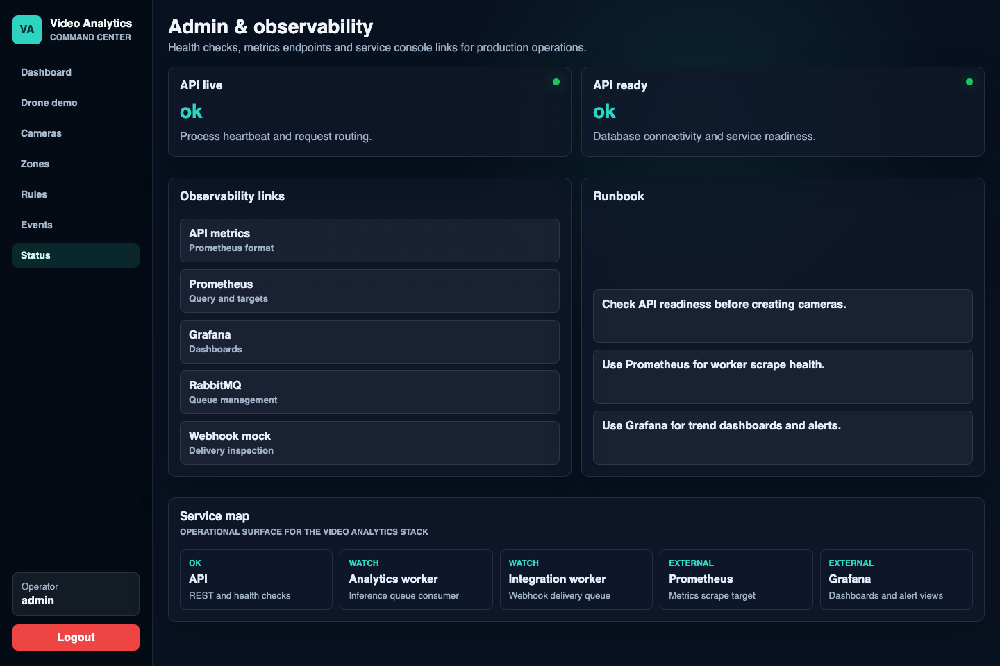 VA
Video Analytics
COMMAND CENTER
Dashboard
Drone demo
Cameras
Zones
Rules
Events
Status
Operator
admin
Logout
Admin & observability
Health checks, metrics endpoints and service console links for production operations.
API live
ok
Process heartbeat and request routing.
API ready
ok
Database connectivity and service readiness.
Observability links
API metrics
Prometheus format
Prometheus
Query and targets
Grafana
Dashboards
RabbitMQ
Queue management
Webhook mock
Delivery inspection
Runbook
Check API readiness before creating cameras.
Use Prometheus for worker scrape health.
Use Grafana for trend dashboards and alerts.
Service map
OPERATIONAL SURFACE FOR THE VIDEO ANALYTICS STACK
OK
API
REST and health checks
WATCH
Analytics worker
Inference queue consumer
WATCH
Integration worker
Webhook delivery queue
EXTERNAL
Prometheus
Metrics scrape target
EXTERNAL
Grafana
Dashboards and alert views